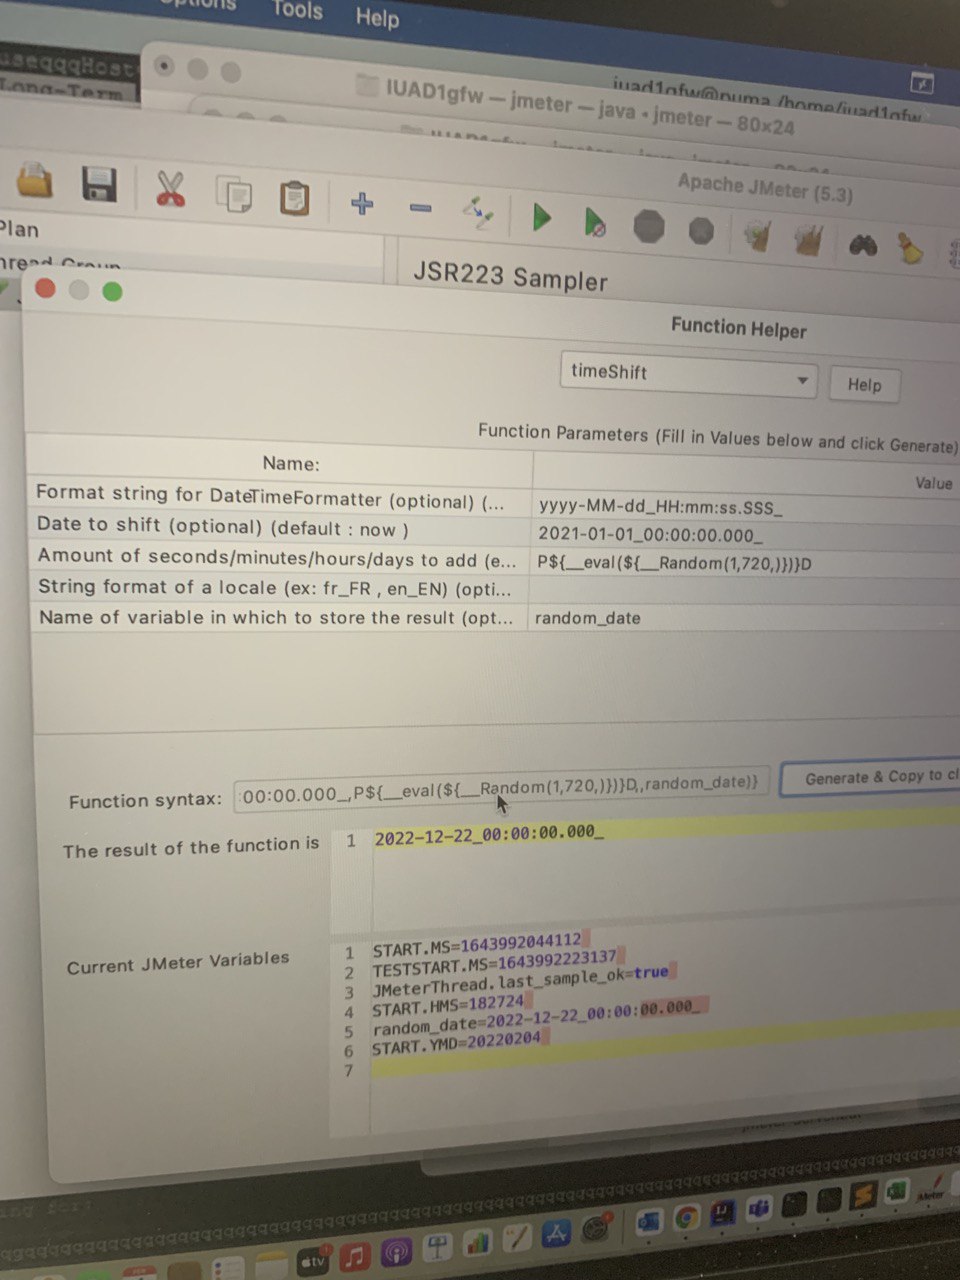 Tools Help
useqqqHost
Long-Term
IUAD1gfw — jmeter — java • jmeter — 80x24
iuad1gfw@puma /home/iuad1gfw
Apache JMeter (5.3)
Plan
JSR223 Sampler
Function Helper
timeShift
Help
Function Parameters (Fill in Values below and click Generate)
Name: Value
Format string for DateTimeFormatter (optional) (... yyyy-MM-dd_HH:mm:ss.SSS_
Date to shift (optional) (default : now ) 2021-01-01_00:00:00.000_
Amount of seconds/minutes/hours/days to add (e... P${__eval(${__Random(1,720,)})}D
String format of a locale (ex: fr_FR , en_EN) (opti...
Name of variable in which to store the result (opt... random_date
Function syntax: 00:00.000_,P${__eval(${__Random(1,720,)})}D,,random_date)} Generate & Copy to cl
The result of the function is 1 2022-12-22_00:00:00.000_
Current JMeter Variables
1 START.MS=1643992044112
2 TESTSTART.MS=1643992223137
3 JMeterThread.last_sample_ok=true
4 START.HMS=182724
5 random_date=2022-12-22_00:00:00.000_
6 START.YMD=20220204
7
tv